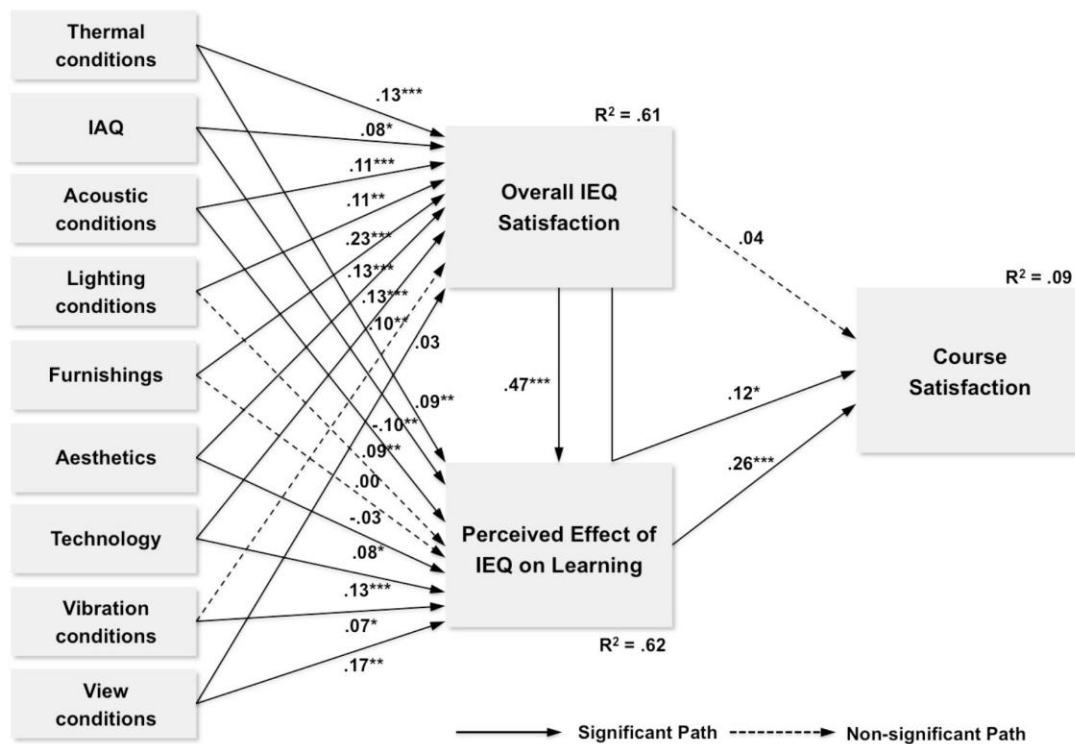 Thermal
conditions
IAQ
Acoustic
conditions
Lighting
conditions
Furnishings
Aesthetics
Technology
Vibration
conditions
View
conditions
.13***
.08*
.11***
.11**
.23***
.13***
.13***
.10**
.03
.09**
-.10**
.09**
.00
-.03
.08*
.13***
.07*
.17**
R² = .61
Overall IEQ
Satisfaction
.47***
Perceived Effect of
IEQ on Learning
R² = .62
.04
.12*
.26***
R² = .09
Course
Satisfaction
Significant Path
Non-significant Path